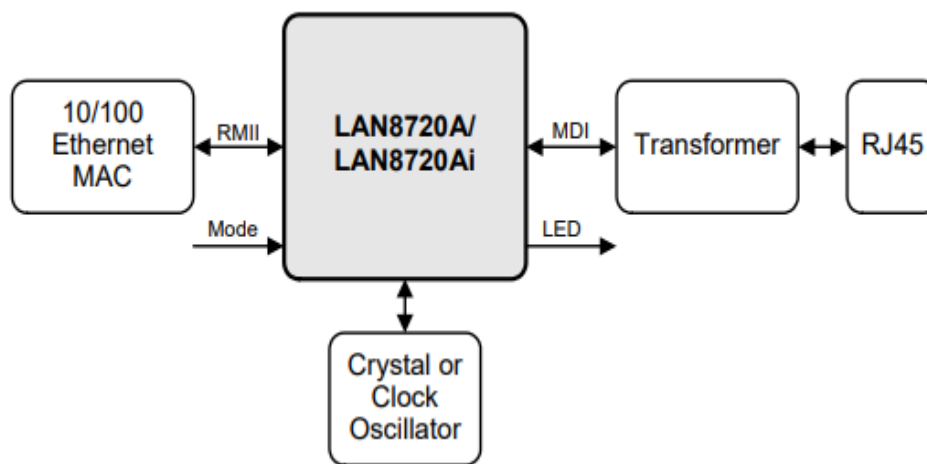 10/100
Ethernet
MAC
RMII
Mode
LAN8720A/
LAN8720Ai
MDI
LED
Transformer
RJ45
Crystal or
Clock
Oscillator